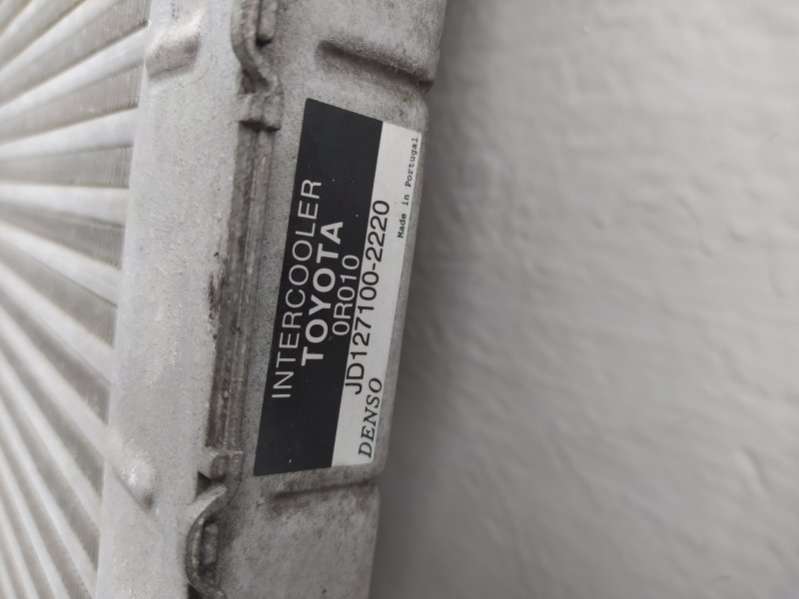 INTERCOOLER
TOYOTA
0R010
JD127100-2220
DENSO
Made in Portugal